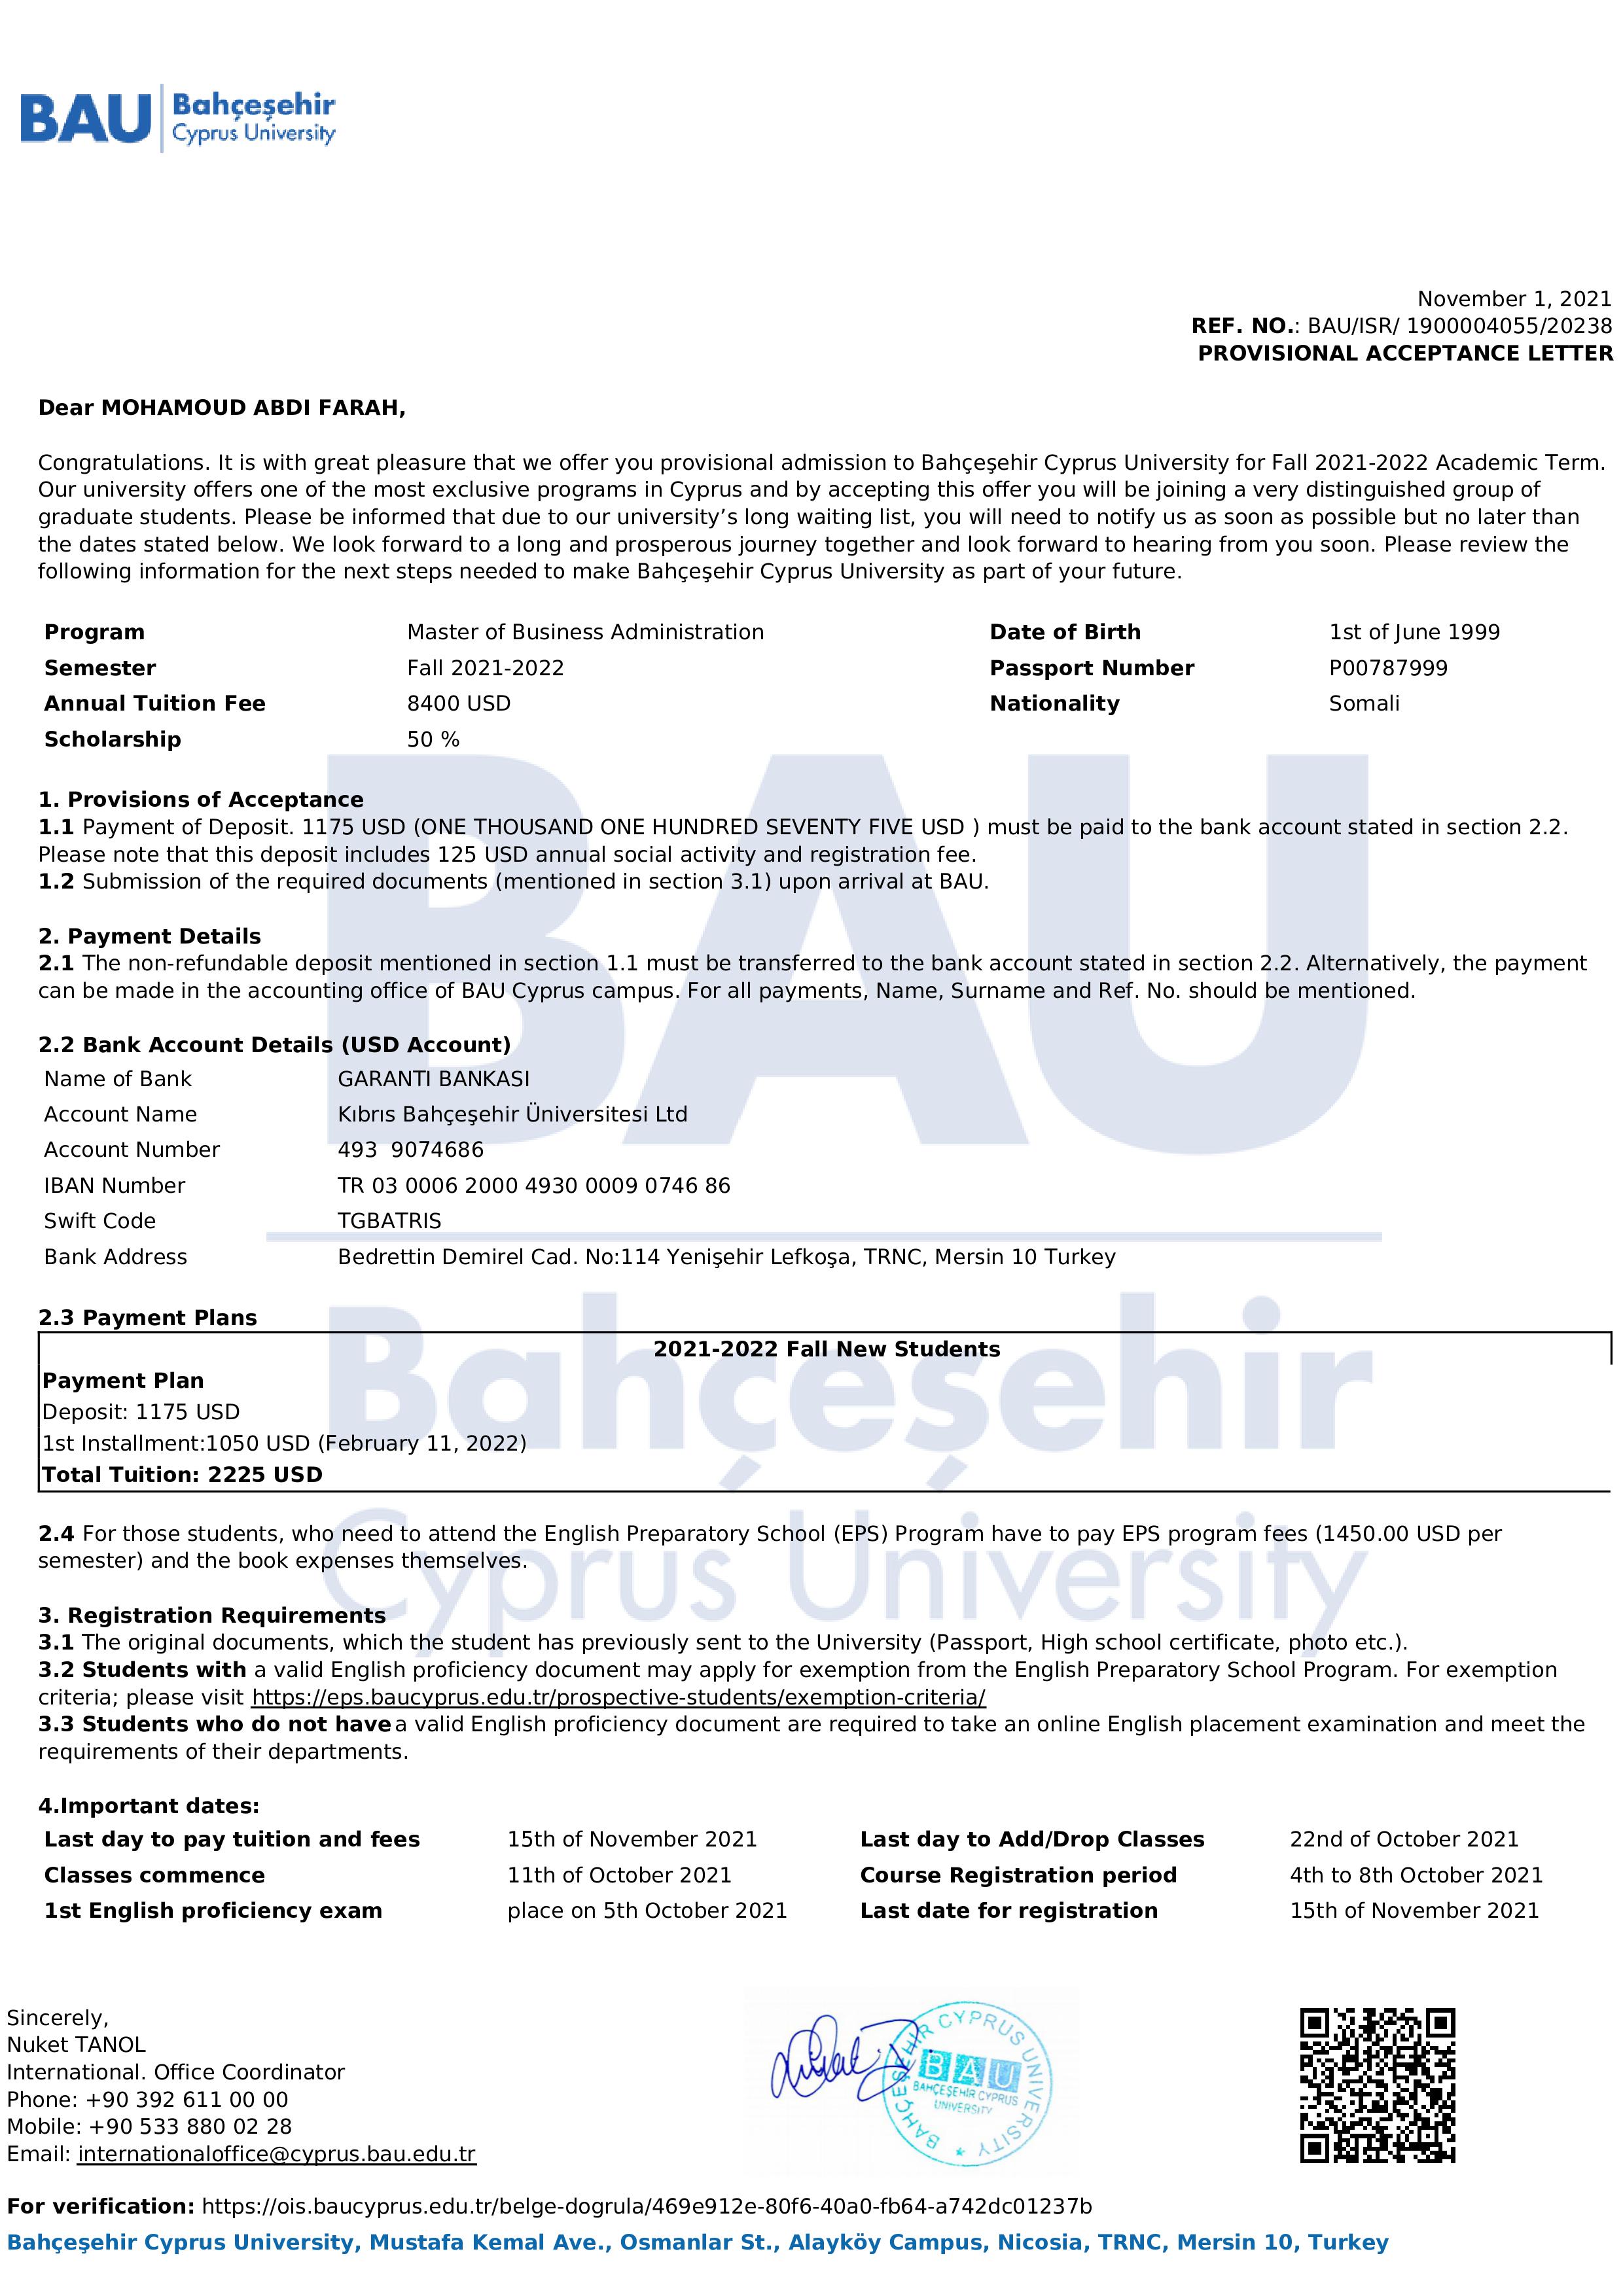 BAU Bahçeşehir
Cyprus University
November 1, 2021
REF. NO.: BAU/ISR/ 1900004055/20238
PROVISIONAL ACCEPTANCE LETTER
Dear MOHAMOUD ABDI FARAH,
Congratulations. It is with great pleasure that we offer you provisional admission to Bahçeşehir Cyprus University for Fall 2021-2022 Academic Term.
Our university offers one of the most exclusive programs in Cyprus and by accepting this offer you will be joining a very distinguished group of
graduate students. Please be informed that due to our university’s long waiting list, you will need to notify us as soon as possible but no later than
the dates stated below. We look forward to a long and prosperous journey together and look forward to hearing from you soon. Please review the
following information for the next steps needed to make Bahçeşehir Cyprus University as part of your future.
Program Master of Business Administration Date of Birth 1st of June 1999
Semester Fall 2021-2022 Passport Number P00787999
Annual Tuition Fee 8400 USD Nationality Somali
Scholarship 50 %
1. Provisions of Acceptance
1.1 Payment of Deposit. 1175 USD (ONE THOUSAND ONE HUNDRED SEVENTY FIVE USD ) must be paid to the bank account stated in section 2.2.
Please note that this deposit includes 125 USD annual social activity and registration fee.
1.2 Submission of the required documents (mentioned in section 3.1) upon arrival at BAU.
2. Payment Details
2.1 The non-refundable deposit mentioned in section 1.1 must be transferred to the bank account stated in section 2.2. Alternatively, the payment
can be made in the accounting office of BAU Cyprus campus. For all payments, Name, Surname and Ref. No. should be mentioned.
2.2 Bank Account Details (USD Account)
Name of Bank GARANTI BANKASI
Account Name Kıbrıs Bahçeşehir Üniversitesi Ltd
Account Number 493 9074686
IBAN Number TR 03 0006 2000 4930 0009 0746 86
Swift Code TGBATRIS
Bank Address Bedrettin Demirel Cad. No:114 Yenişehir Lefkoşa, TRNC, Mersin 10 Turkey
2.3 Payment Plans
2021-2022 Fall New Students
Payment Plan
Deposit: 1175 USD
1st Installment:1050 USD (February 11, 2022)
Total Tuition: 2225 USD
2.4 For those students, who need to attend the English Preparatory School (EPS) Program have to pay EPS program fees (1450.00 USD per
semester) and the book expenses themselves.
3. Registration Requirements
3.1 The original documents, which the student has previously sent to the University (Passport, High school certificate, photo etc.).
3.2 Students with a valid English proficiency document may apply for exemption from the English Preparatory School Program. For exemption
criteria; please visit https://eps.baucyprus.edu.tr/prospective-students/exemption-criteria/
3.3 Students who do not have a valid English proficiency document are required to take an online English placement examination and meet the
requirements of their departments.
4.Important dates:
Last day to pay tuition and fees 15th of November 2021 Last day to Add/Drop Classes 22nd of October 2021
Classes commence 11th of October 2021 Course Registration period 4th to 8th October 2021
1st English proficiency exam place on 5th October 2021 Last date for registration 15th of November 2021
Sincerely,
Nuket TANOL
International. Office Coordinator
Phone: +90 392 611 00 00
Mobile: +90 533 880 02 28
Email: internationaloffice@cyprus.bau.edu.tr
BAHÇEŞEHİR CYPRUS UNIVERSITY *
BAU
BAHÇEŞEHİR CYPRUS
UNIVERSITY
For verification: https://ois.baucyprus.edu.tr/belge-dogrula/469e912e-80f6-40a0-fb64-a742dc01237b
Bahçeşehir Cyprus University, Mustafa Kemal Ave., Osmanlar St., Alayköy Campus, Nicosia, TRNC, Mersin 10, Turkey
BAU
Bahçeşehir
Cyprus University